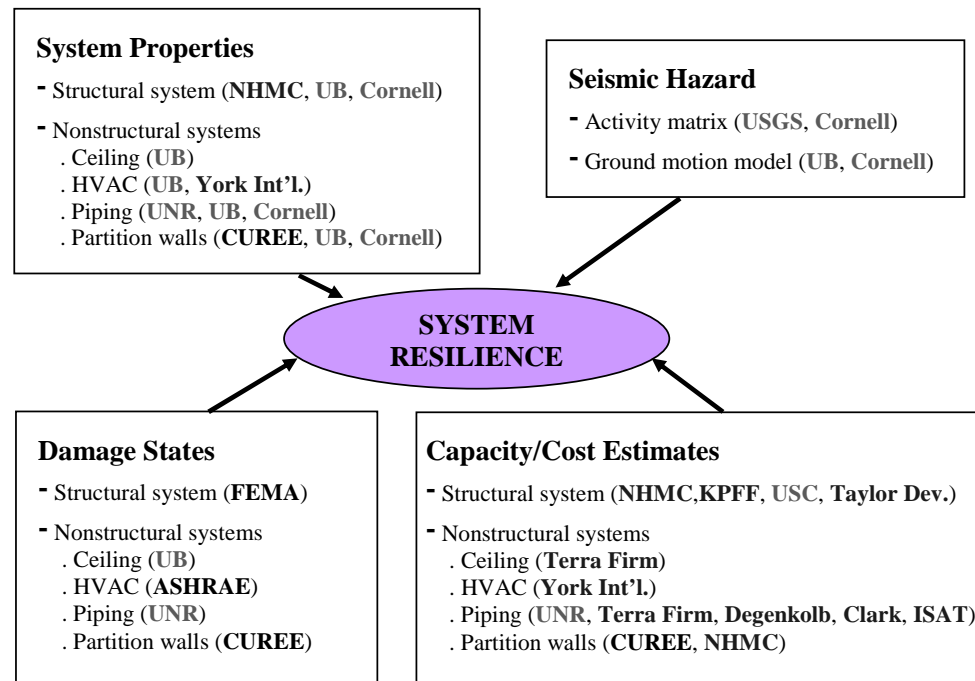 System Properties
- Structural system (NHMC, UB, Cornell)
- Nonstructural systems
. Ceiling (UB)
. HVAC (UB, York Int’l.)
. Piping (UNR, UB, Cornell)
. Partition walls (CUREE, UB, Cornell)
Seismic Hazard
- Activity matrix (USGS, Cornell)
- Ground motion model (UB, Cornell)
SYSTEM
RESILIENCE
Damage States
- Structural system (FEMA)
- Nonstructural systems
. Ceiling (UB)
. HVAC (ASHRAE)
. Piping (UNR)
. Partition walls (CUREE)
Capacity/Cost Estimates
- Structural system (NHMC,KPFF, USC, Taylor Dev.)
- Nonstructural systems
. Ceiling (Terra Firm)
. HVAC (York Int’l.)
. Piping (UNR, Terra Firm, Degenkolb, Clark, ISAT)
. Partition walls (CUREE, NHMC)